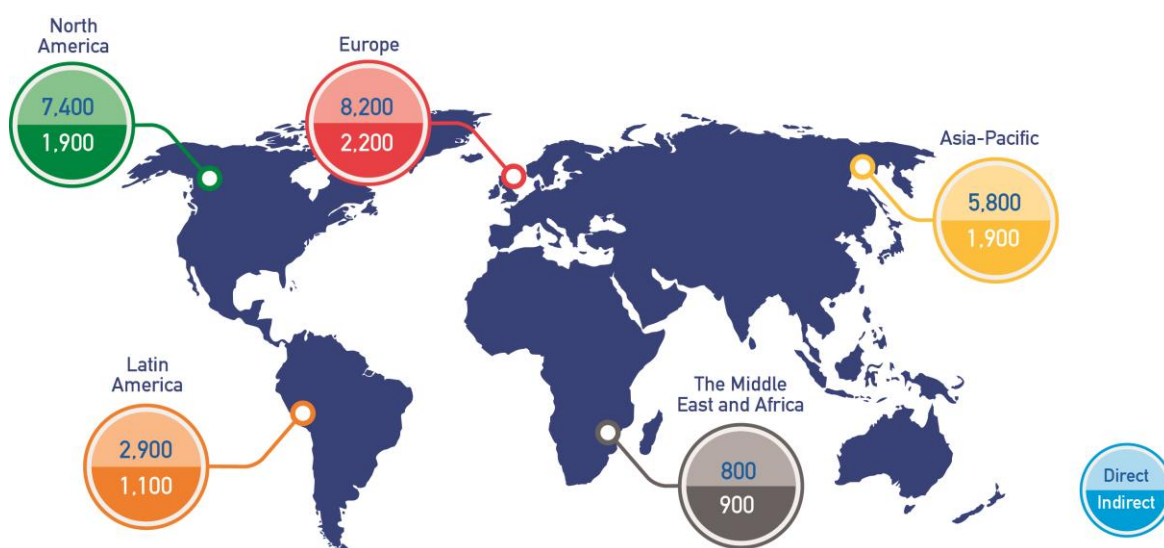 North
America
7,400
1,900
Europe
8,200
2,200
Asia-Pacific
5,800
1,900
Latin
America
2,900
1,100
The Middle
East and Africa
800
900
Direct
Indirect